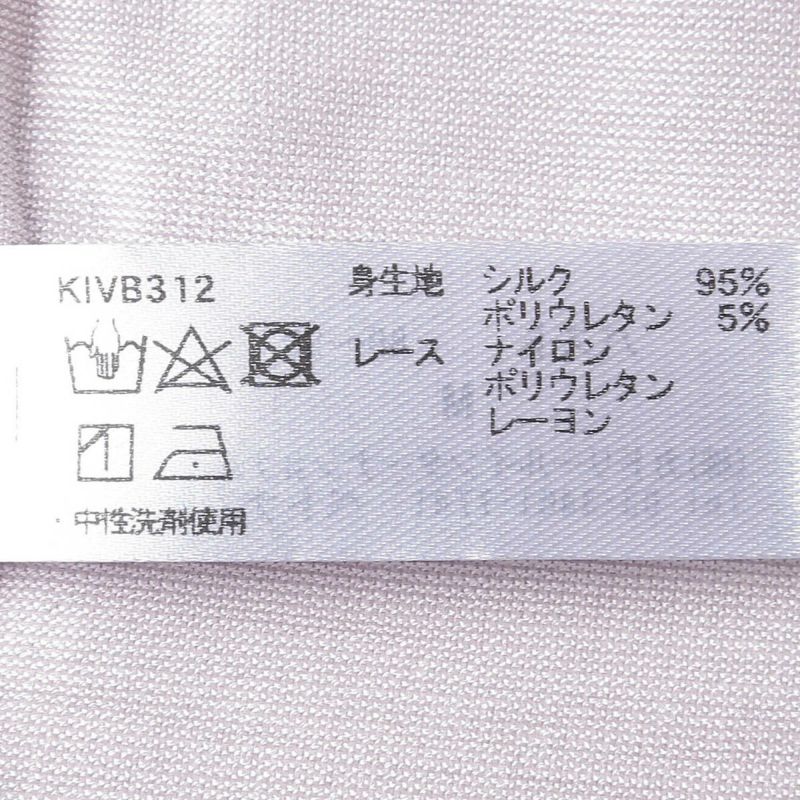 KIVB312
身生地 シルク 95%
ポリウレタン 5%
レース ナイロン
ポリウレタン
レーヨン
・中性洗剤使用